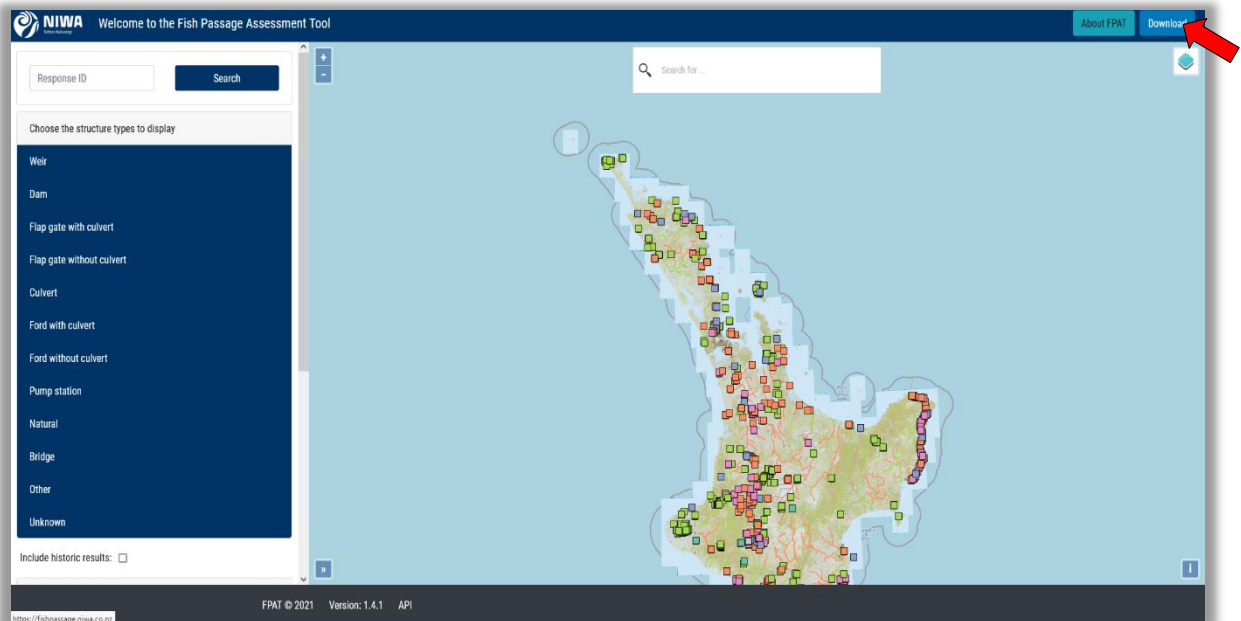 NIWA
Welcome to the Fish Passage Assessment Tool
About FPAT
Download
Response ID
Search
Choose the structure types to display
Weir
Dam
Flap gate with culvert
Flap gate without culvert
Culvert
Ford with culvert
Ford without culvert
Pump station
Natural
Bridge
Other
Unknown
Include historic results:
+
-
Search for ...
»
i
FPAT © 2021 Version: 1.4.1 API
https://fishpassage.niwa.co.nz